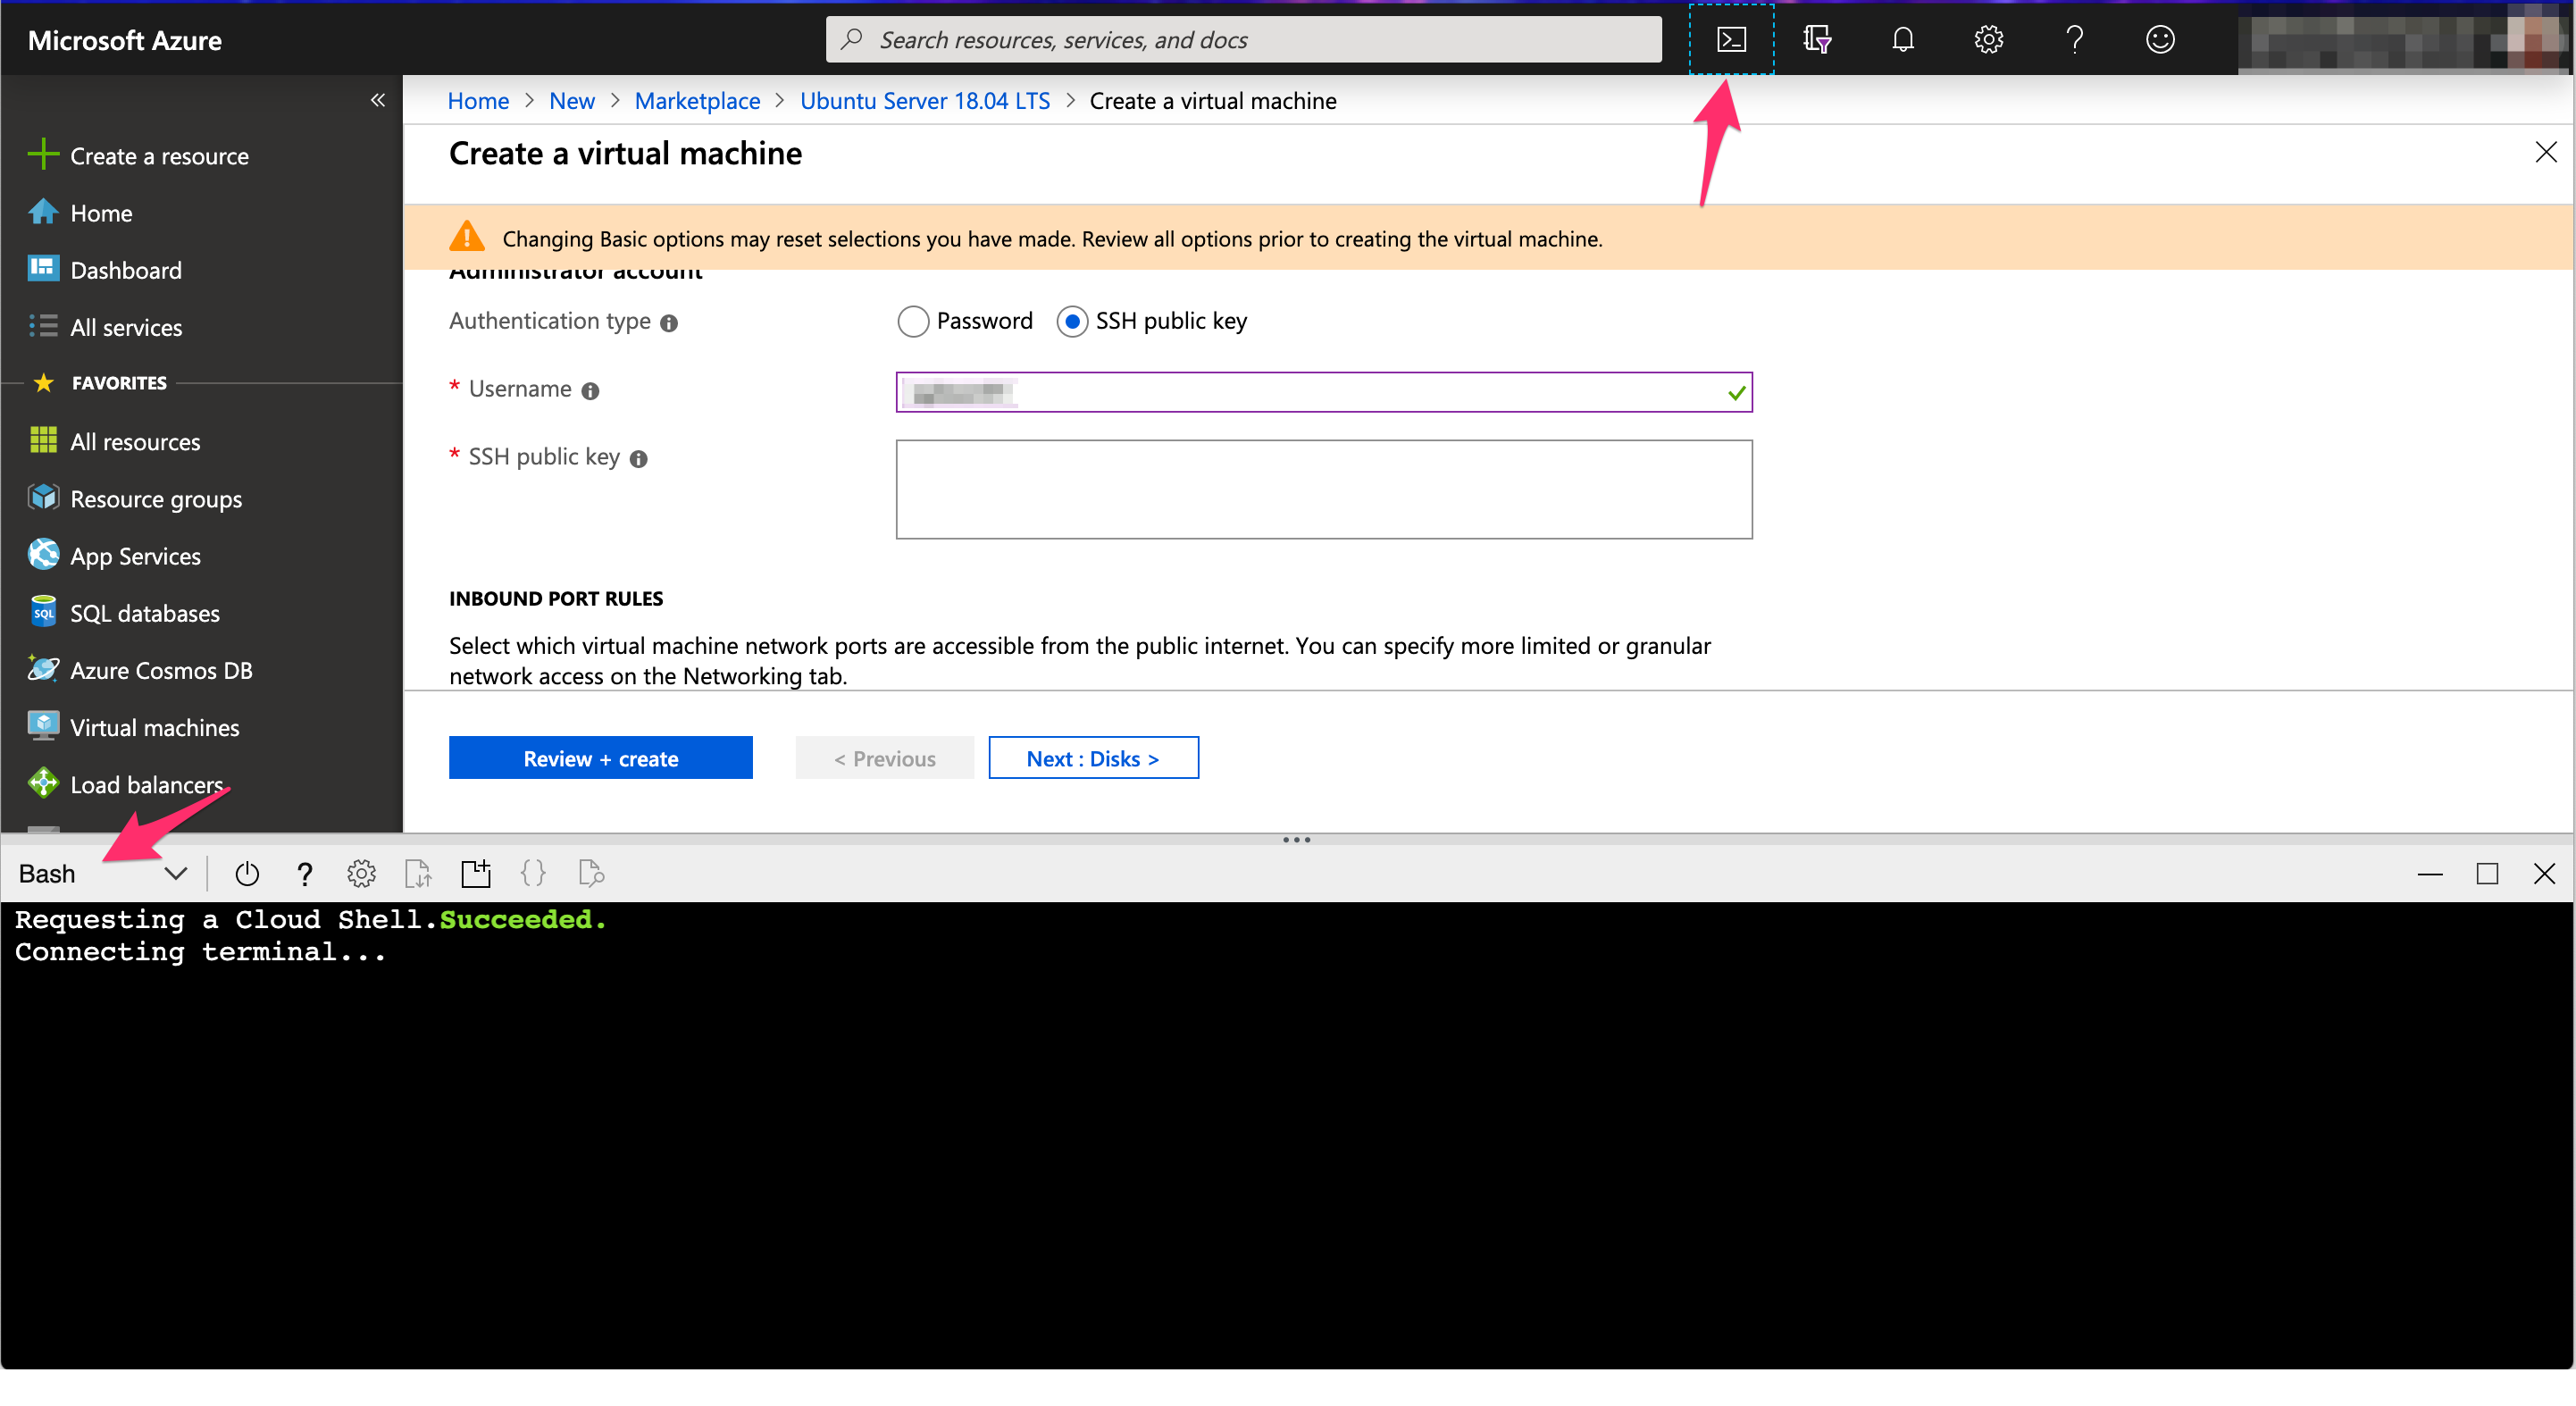 Microsoft Azure
Search resources, services, and docs
Home > New > Marketplace > Ubuntu Server 18.04 LTS > Create a virtual machine
Create a virtual machine
Changing Basic options may reset selections you have made. Review all options prior to creating the virtual machine.
Create a resource
Home
Dashboard
All services
FAVORITES
All resources
Resource groups
App Services
SQL databases
Azure Cosmos DB
Virtual machines
Load balancers
Administrator account
Authentication type
Password
SSH public key
* Username
* SSH public key
INBOUND PORT RULES
Select which virtual machine network ports are accessible from the public internet. You can specify more limited or granular
network access on the Networking tab.
Review + create
< Previous
Next : Disks >
Bash
Requesting a Cloud Shell.Succeeded.
Connecting terminal...